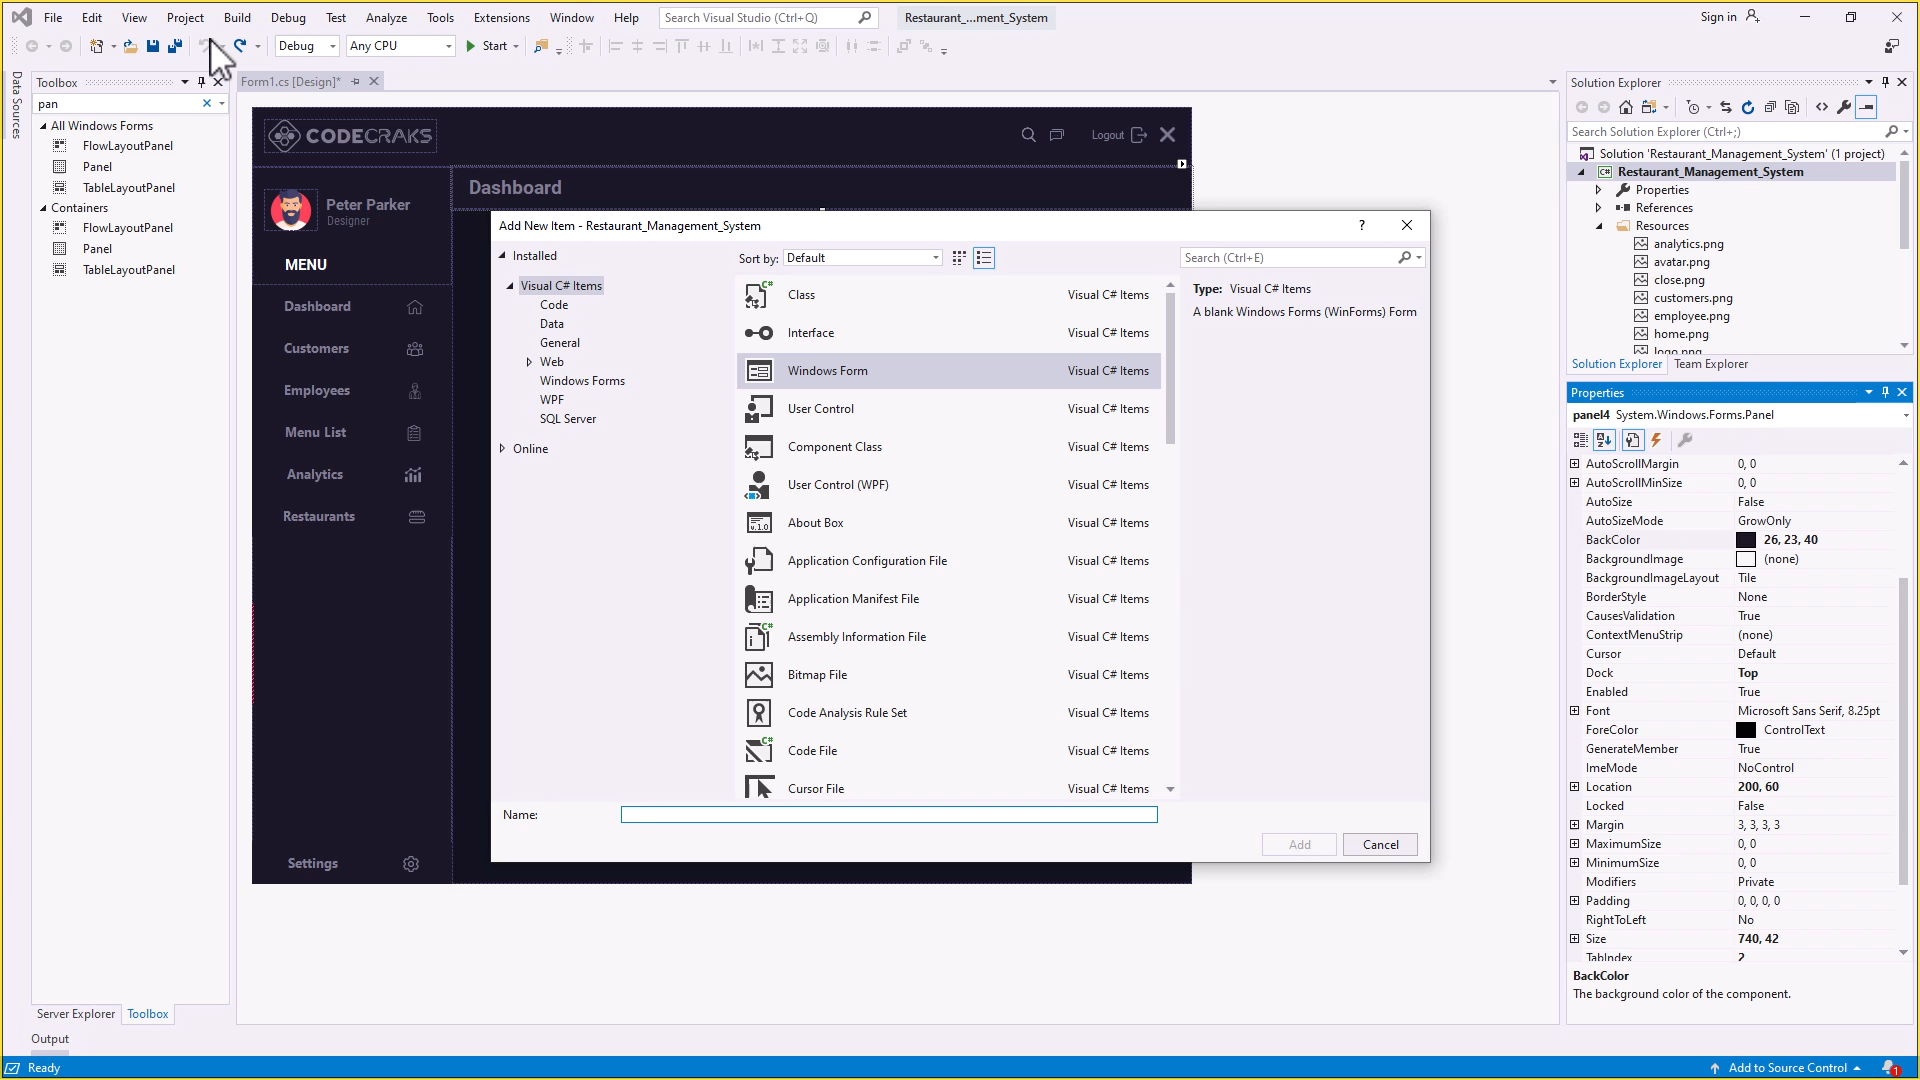 File Edit View Project Build Debug Test Analyze Tools Extensions Window Help Search Visual Studio (Ctrl+Q) Restaurant_...ment_System Sign in
Debug Any CPU Start
Data Sources
Toolbox
pan
All Windows Forms
FlowLayoutPanel
Panel
TableLayoutPanel
Containers
FlowLayoutPanel
Panel
TableLayoutPanel
Server Explorer Toolbox
Output
Form1.cs [Design]*
CODECRAKS
Logout
Peter Parker
Designer
MENU
Dashboard
Customers
Employees
Menu List
Analytics
Restaurants
Settings
Dashboard
Add New Item - Restaurant_Management_System ?
Installed
Visual C# Items
Code
Data
General
Web
Windows Forms
WPF
SQL Server
Online
Sort by: Default
Search (Ctrl+E)
Class Visual C# Items
Interface Visual C# Items
Windows Form Visual C# Items
User Control Visual C# Items
Component Class Visual C# Items
User Control (WPF) Visual C# Items
About Box Visual C# Items
Application Configuration File Visual C# Items
Application Manifest File Visual C# Items
Assembly Information File Visual C# Items
Bitmap File Visual C# Items
Code Analysis Rule Set Visual C# Items
Code File Visual C# Items
Cursor File Visual C# Items
Type: Visual C# Items
A blank Windows Forms (WinForms) Form
Name:
Add Cancel
Solution Explorer
Search Solution Explorer (Ctrl+;)
Solution 'Restaurant_Management_System' (1 project)
C# Restaurant_Management_System
Properties
References
Resources
analytics.png
avatar.png
close.png
customers.png
employee.png
home.png
logo.png
Solution Explorer Team Explorer
Properties
panel4 System.Windows.Forms.Panel
AutoScrollMargin 0, 0
AutoScrollMinSize 0, 0
AutoSize False
AutoSizeMode GrowOnly
BackColor 26, 23, 40
BackgroundImage (none)
BackgroundImageLayout Tile
BorderStyle None
CausesValidation True
ContextMenuStrip (none)
Cursor Default
Dock Top
Enabled True
Font Microsoft Sans Serif, 8.25pt
ForeColor ControlText
GenerateMember True
ImeMode NoControl
Location 200, 60
Locked False
Margin 3, 3, 3, 3
MaximumSize 0, 0
MinimumSize 0, 0
Modifiers Private
Padding 0, 0, 0, 0
RightToLeft No
Size 740, 42
TabIndex 2
BackColor
The background color of the component.
Ready
Add to Source Control 1